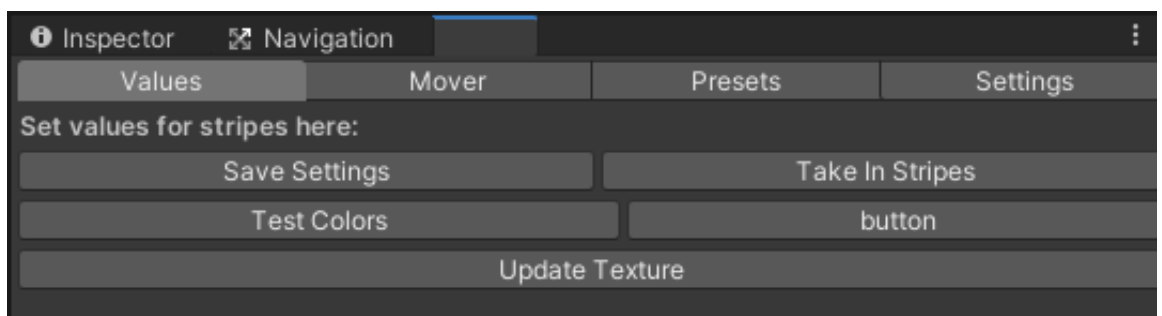 Inspector Navigation
Values Mover Presets Settings
Set values for stripes here:
Save Settings Take In Stripes
Test Colors button
Update Texture